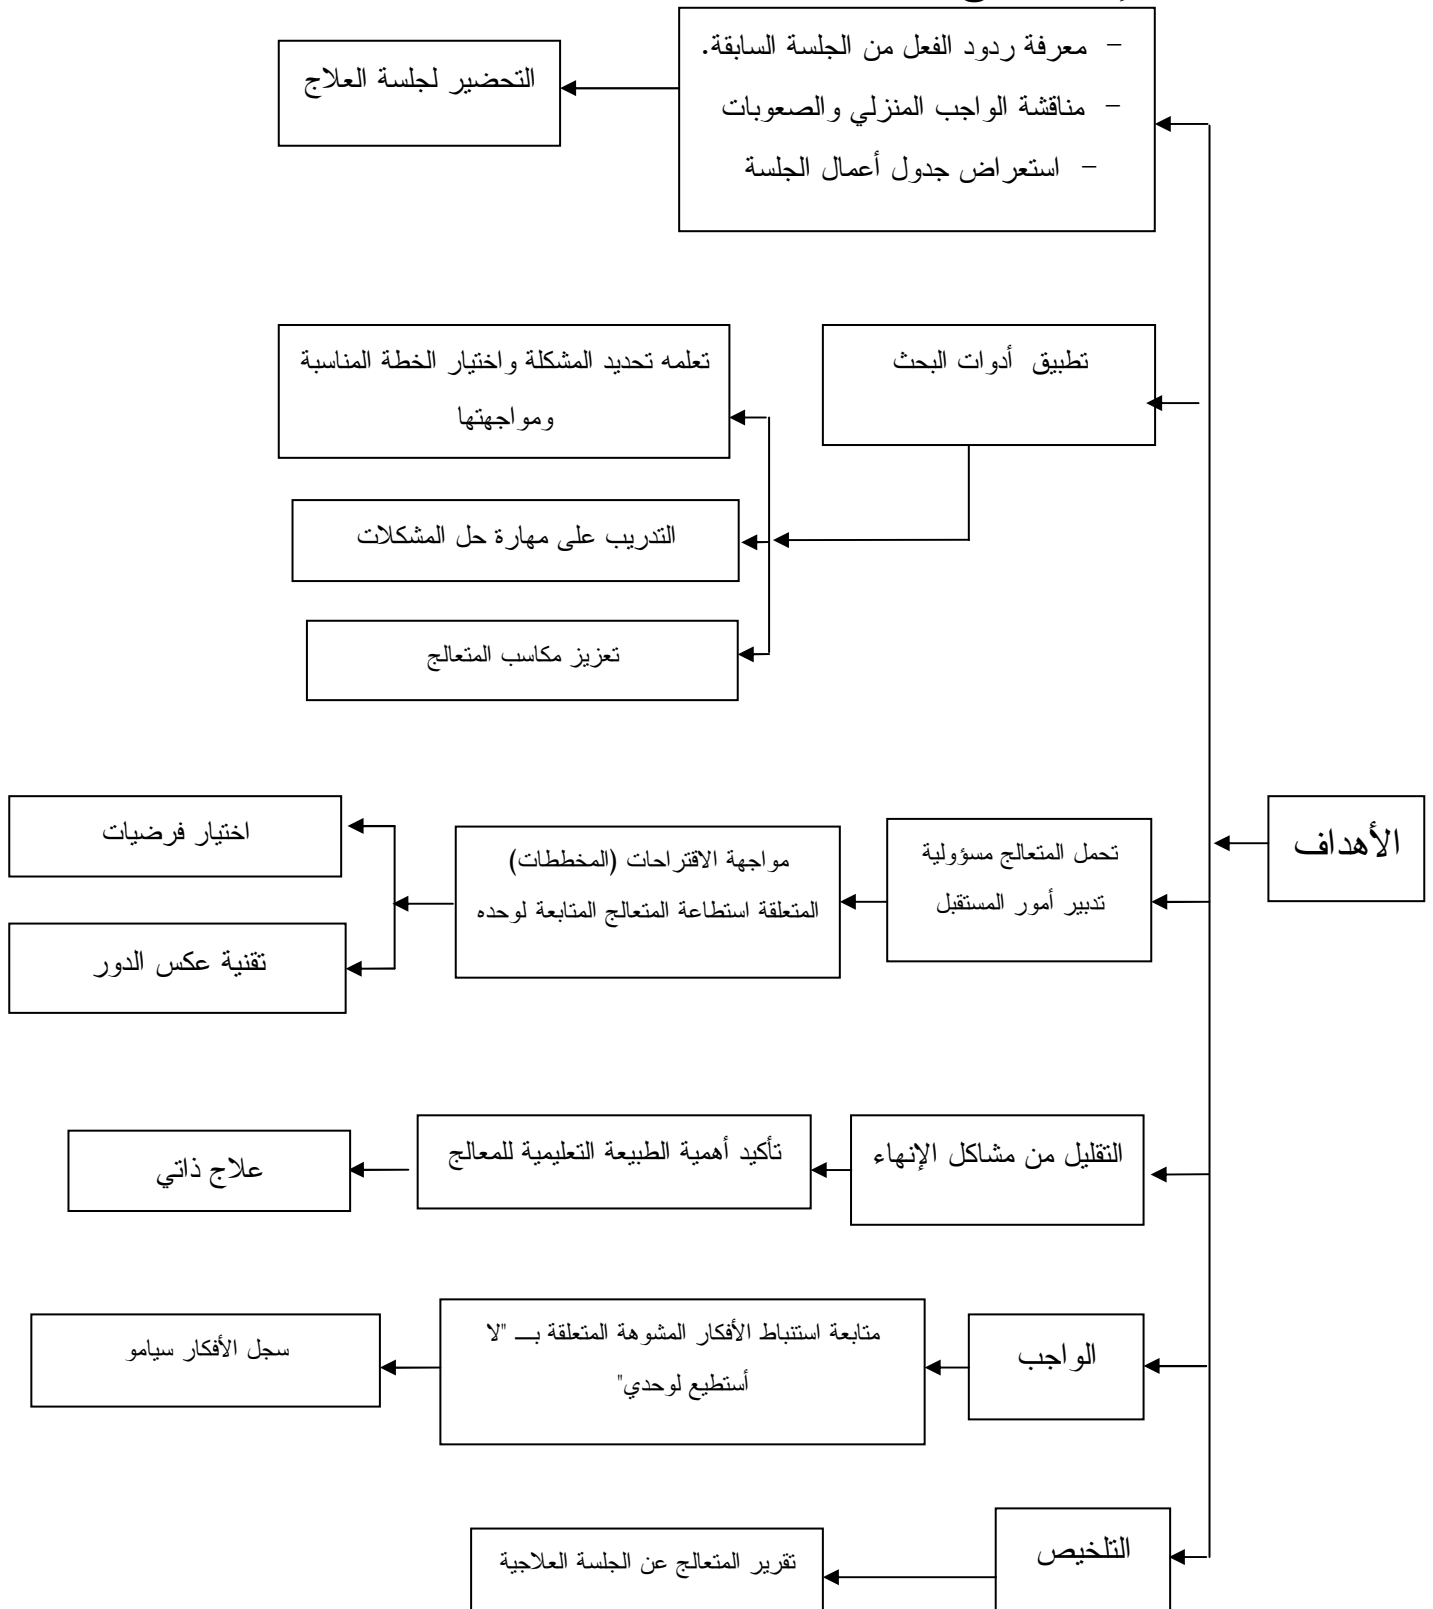 – معرفة ردود الفعل من الجلسة السابقة.
– مناقشة الواجب المنزلي والصعوبات
– استعراض جدول أعمال الجلسة
التحضير لجلسة العلاج
تطبيق أدوات البحث
تعلمه تحديد المشكلة واختيار الخطة المناسبة
ومواجهتها
التدريب على مهارة حل المشكلات
تعزيز مكاسب المتعالج
الأهداف
تحمل المتعالج مسؤولية
تدبير أمور المستقبل
مواجهة الاقتراحات (المخططات)
المتعلقة استطاعة المتعالج المتابعة لوحده
اختيار فرضيات
تقنية عكس الدور
التقليل من مشاكل الإنهاء
تأكيد أهمية الطبيعة التعليمية للمعالج
علاج ذاتي
الواجب
متابعة استنباط الأفكار المشوهة المتعلقة بــ "لا
أستطيع لوحدي"
سجل الأفكار سيامو
التلخيص
تقرير المتعالج عن الجلسة العلاجية